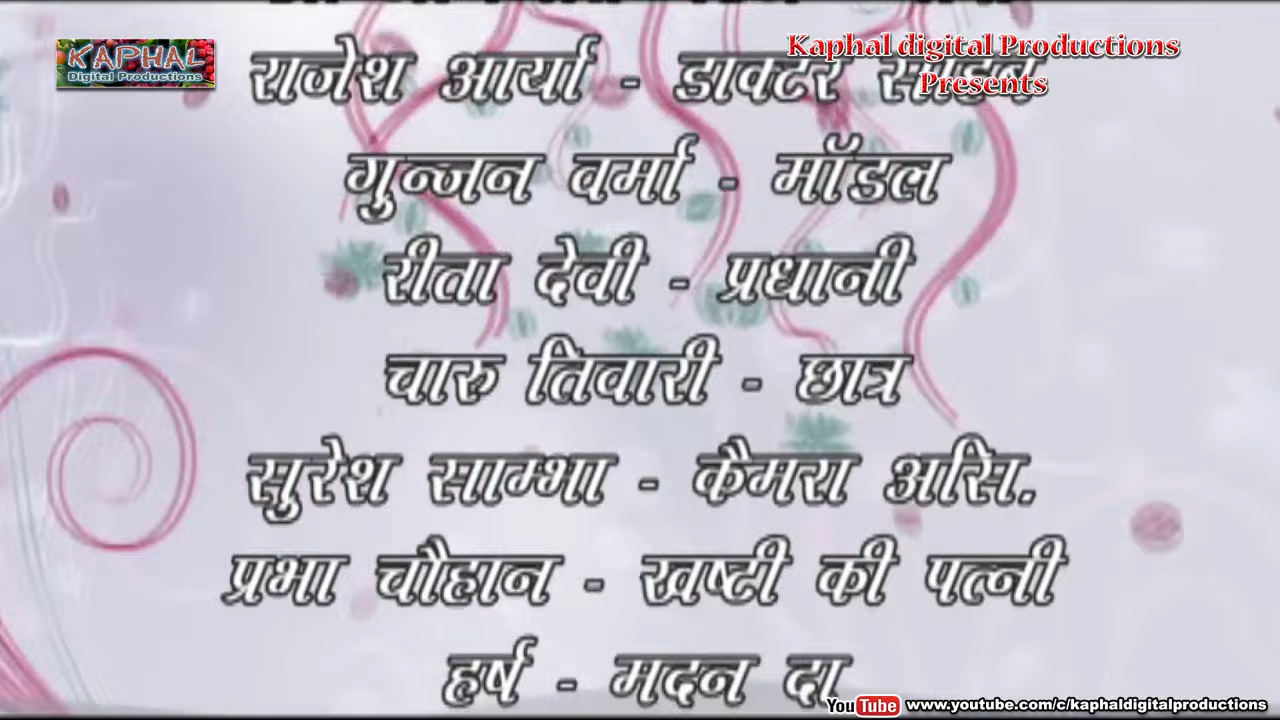 KAPHAL
Digital Productions
Kaphal digital Productions
Presents
राजेश आर्या - डाक्टर साहब
गुन्जन वर्मा - मॉडल
रीता देवी - प्रधानी
चारु तिवारी - छात्र
सुरेश साम्भा - कैमरा असि.
प्रभा चौहान - खष्टी की पत्नी
हर्ष - मदन दा
YouTube www.youtube.com/c/kaphaldigitalproductions